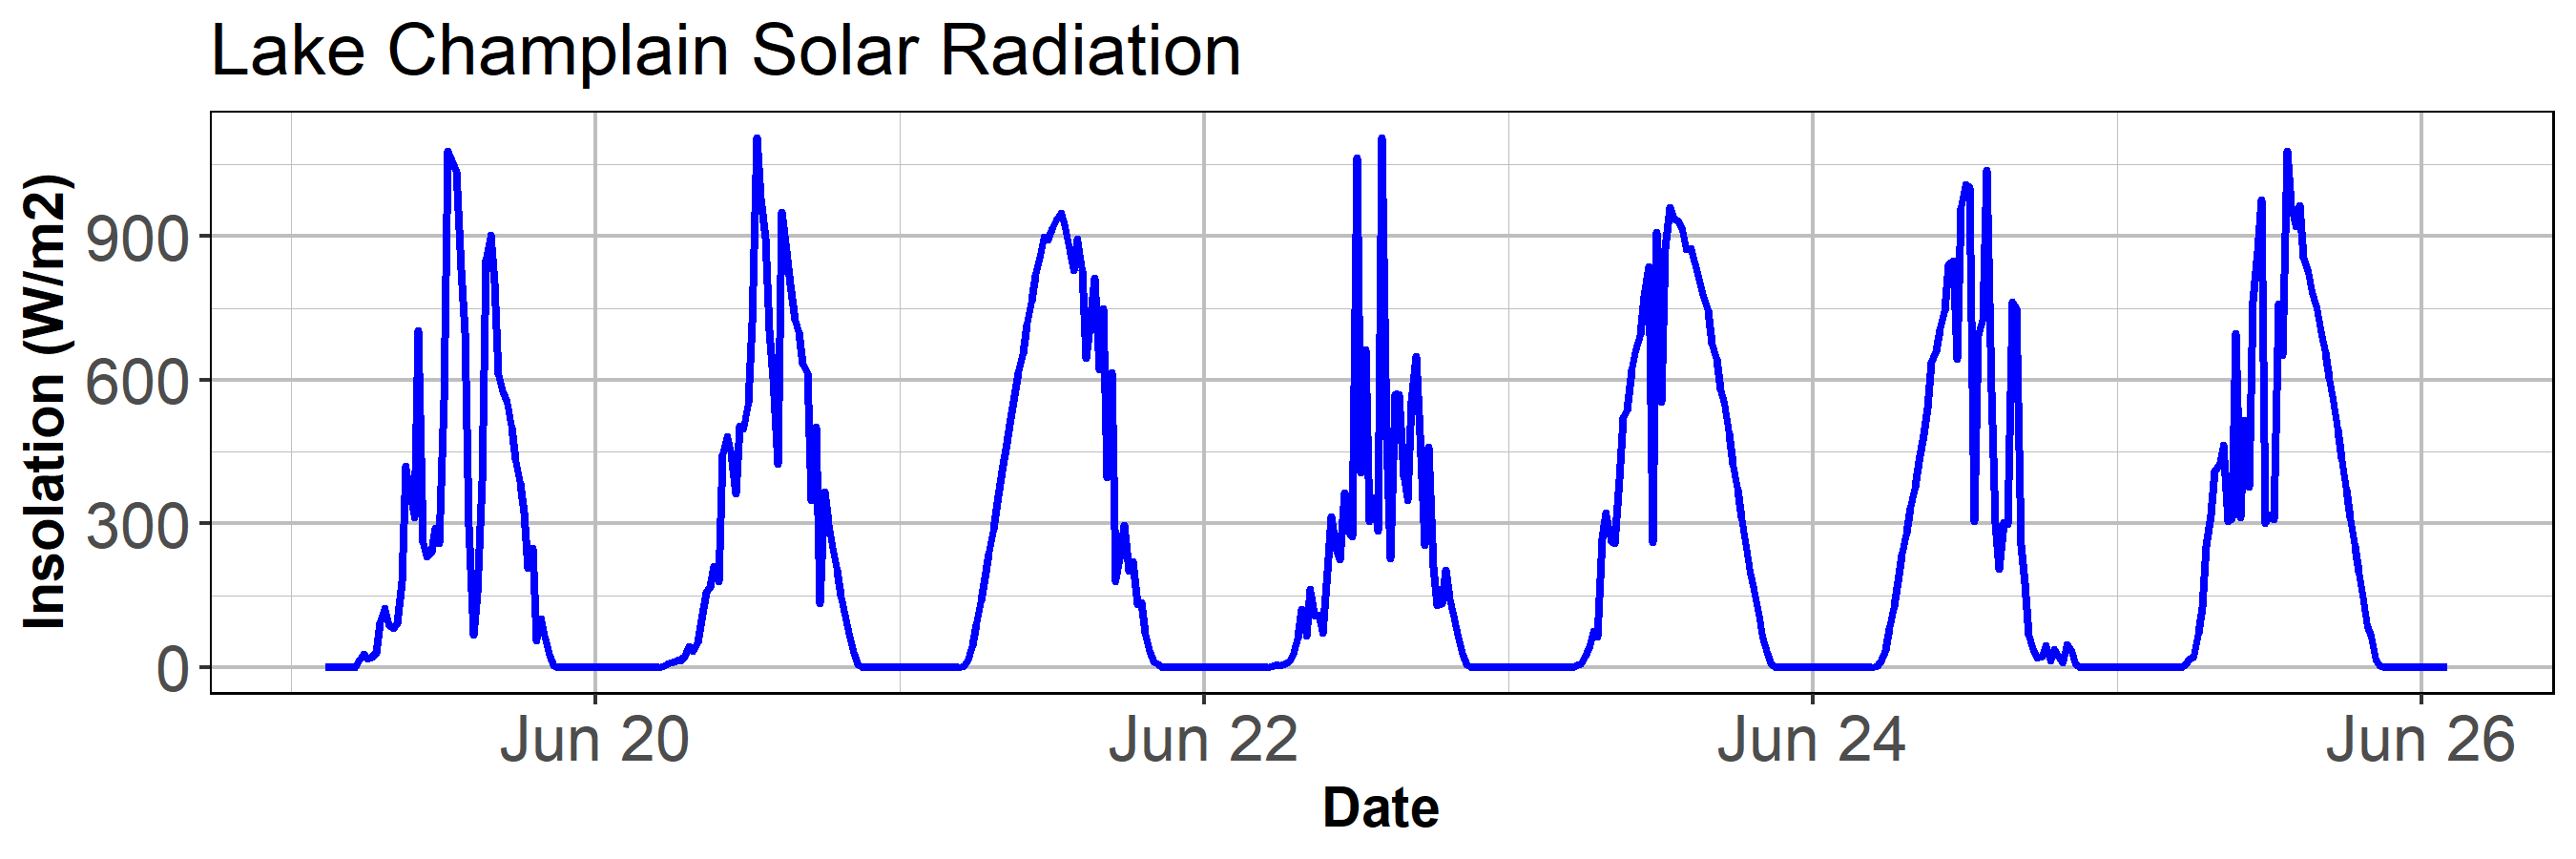 Lake Champlain Solar Radiation
Insolation (W/m2)
900
600
300
0
Jun 20 Jun 22 Jun 24 Jun 26
Date